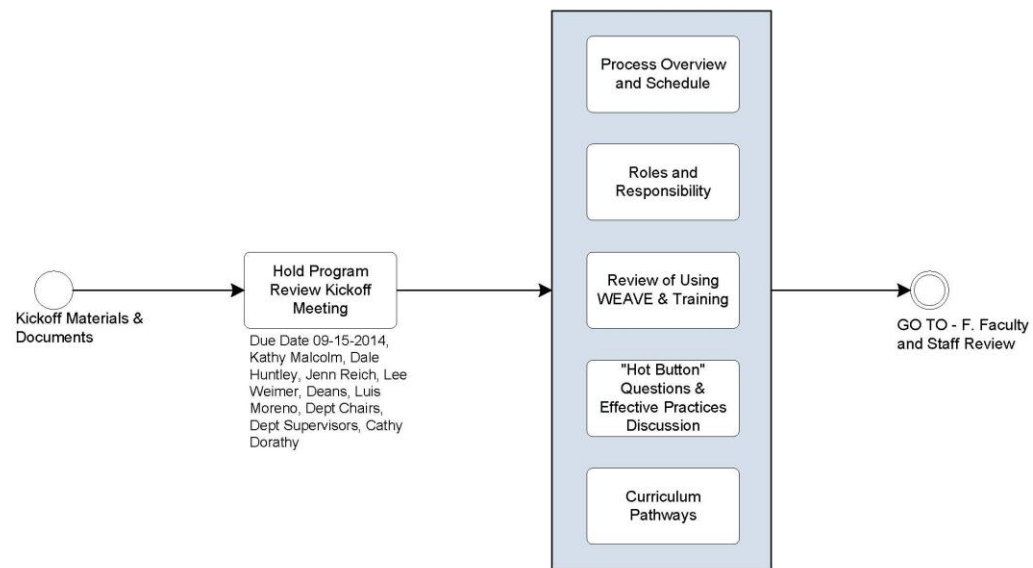 Kickoff Materials &
Documents
Hold Program
Review Kickoff
Meeting
Due Date 09-15-2014,
Kathy Malcolm, Dale
Huntley, Jenn Reich, Lee
Weimer, Deans, Luis
Moreno, Dept Chairs,
Dept Supervisors, Cathy
Dorathy
Process Overview
and Schedule
Roles and
Responsibility
Review of Using
WEAVE & Training
"Hot Button"
Questions &
Effective Practices
Discussion
Curriculum
Pathways
GO TO - F. Faculty
and Staff Review